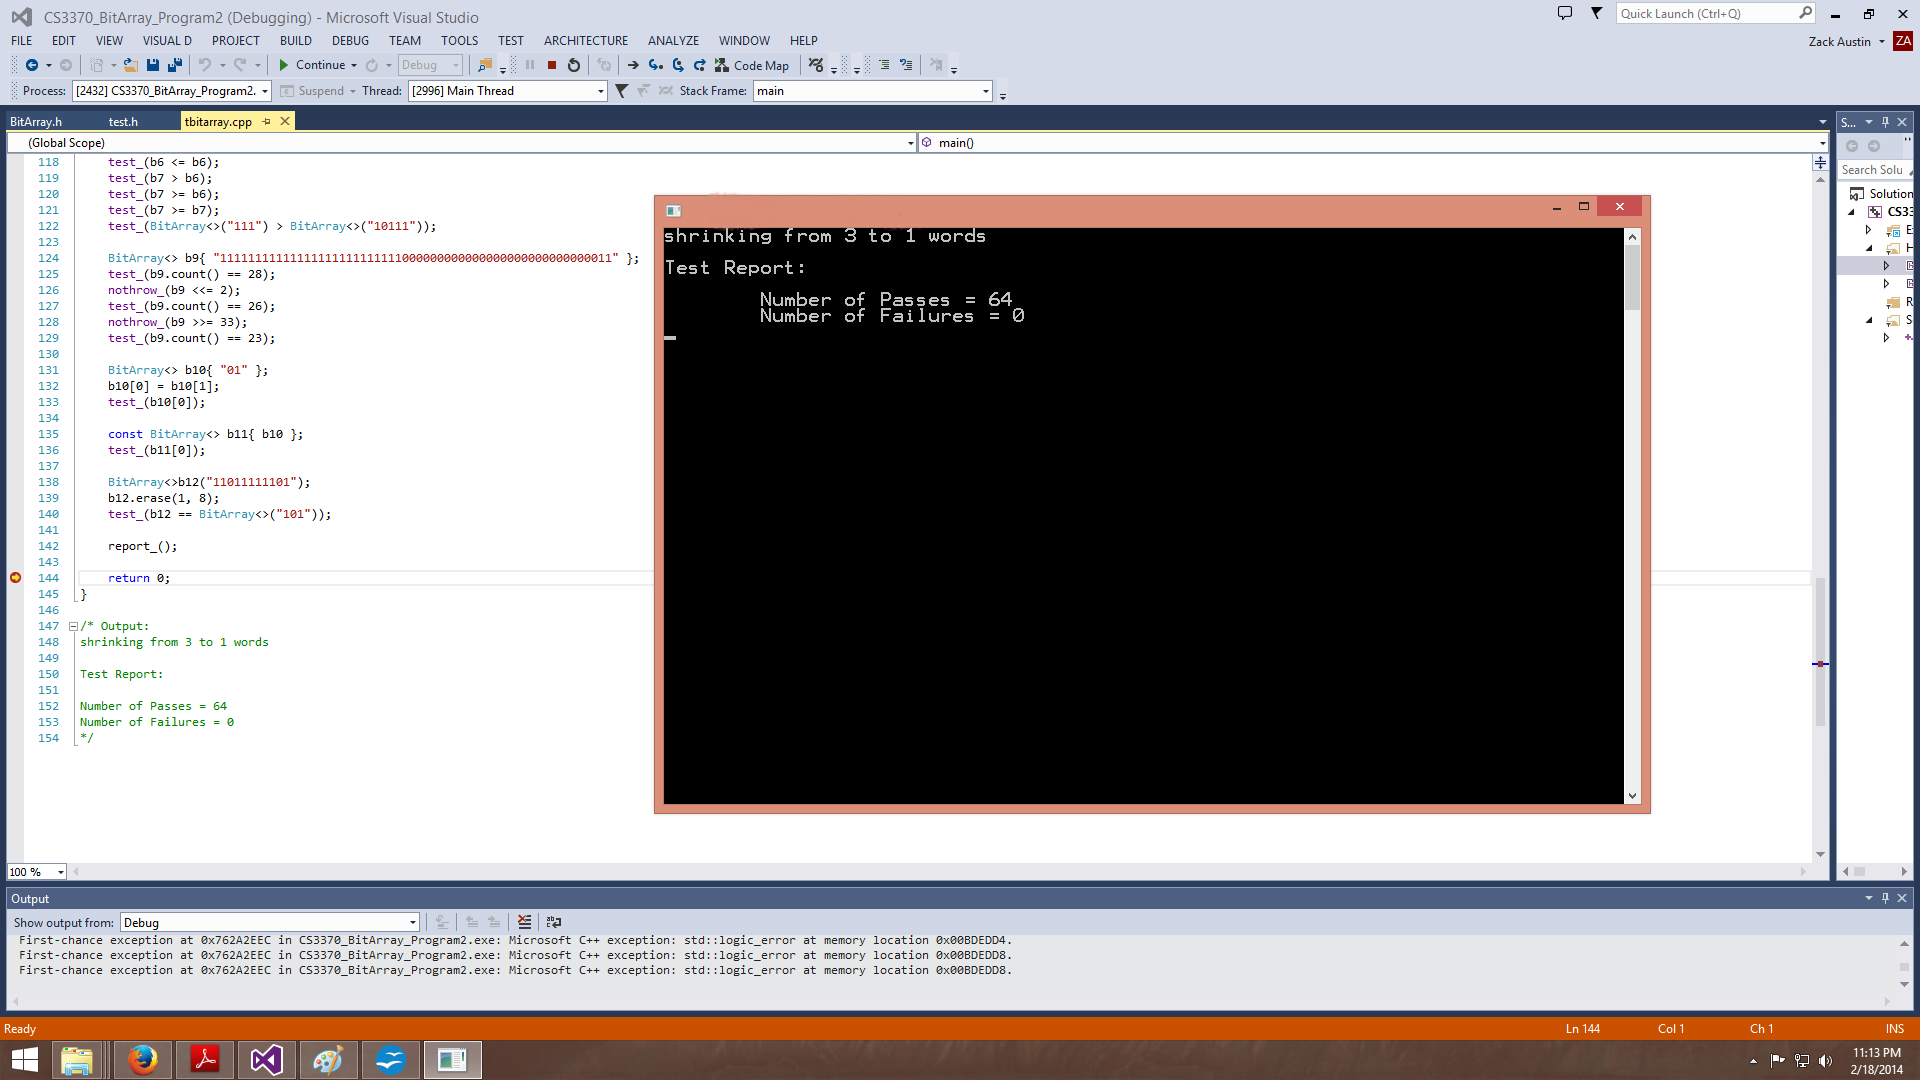 CS3370_BitArray_Program2 (Debugging) - Microsoft Visual Studio
Quick Launch (Ctrl+Q)
FILE EDIT VIEW VISUAL D PROJECT BUILD DEBUG TEAM TOOLS TEST ARCHITECTURE ANALYZE WINDOW HELP
Zack Austin ZA
Continue Debug Code Map
Process: [2432] CS3370_BitArray_Program2. Suspend Thread: [2996] Main Thread Stack Frame: main
BitArray.h test.h tbitarray.cpp
(Global Scope) main()
118 test_(b6 <= b6);
119 test_(b7 > b6);
120 test_(b7 >= b6);
121 test_(b7 >= b7);
122 test_(BitArray<>("111") > BitArray<>("10111"));
123
124 BitArray<> b9{ "11111111111111111111111111000000000000000000000000000011" };
125 test_(b9.count() == 28);
126 nothrow_(b9 <<= 2);
127 test_(b9.count() == 26);
128 nothrow_(b9 >>= 33);
129 test_(b9.count() == 23);
130
131 BitArray<> b10{ "01" };
132 b10[0] = b10[1];
133 test_(b10[0]);
134
135 const BitArray<> b11{ b10 };
136 test_(b11[0]);
137
138 BitArray<>b12("11011111101");
139 b12.erase(1, 8);
140 test_(b12 == BitArray<>("101"));
141
142 report_();
143
144 return 0;
145 }
146
147 /* Output:
148 shrinking from 3 to 1 words
149
150 Test Report:
151
152 Number of Passes = 64
153 Number of Failures = 0
154 */
100 %
shrinking from 3 to 1 words
Test Report:
Number of Passes = 64
Number of Failures = 0
S...
Search Solu
Solution
CS33
Output
Show output from: Debug
First-chance exception at 0x762A2EEC in CS3370_BitArray_Program2.exe: Microsoft C++ exception: std::logic_error at memory location 0x00BDEDD4.
First-chance exception at 0x762A2EEC in CS3370_BitArray_Program2.exe: Microsoft C++ exception: std::logic_error at memory location 0x00BDEDD8.
First-chance exception at 0x762A2EEC in CS3370_BitArray_Program2.exe: Microsoft C++ exception: std::logic_error at memory location 0x00BDEDD8.
Ready Ln 144 Col 1 Ch 1 INS
11:13 PM
2/18/2014